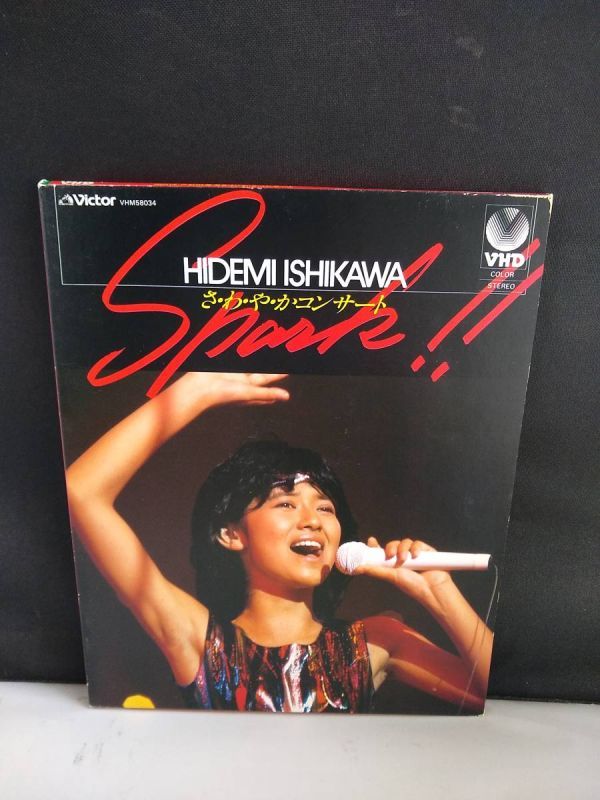 Victor VHM58034
VHD
COLOR
STEREO
HIDEMI ISHIKAWA
さ・わ・や・かコンサート
Spark!!